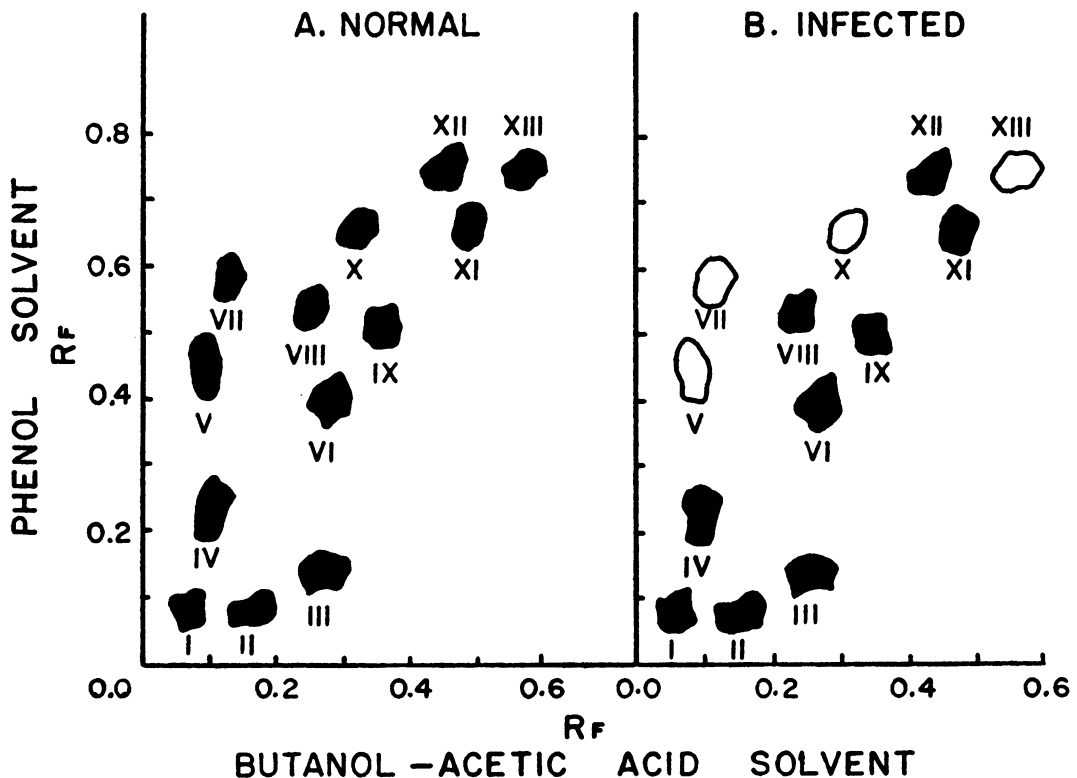 A. NORMAL
B. INFECTED
XII XIII
XII XIII
0.8
X XI
X XI
0.6
VII
VII
VIII IX
VIII IX
0.4
V
V
VI
VI
0.2
IV
IV
III
III
I II
I II
0.0 0.2 0.4 0.6
0.0 0.2 0.4 0.6
PHENOL SOLVENT
RF
RF
BUTANOL-ACETIC ACID SOLVENT